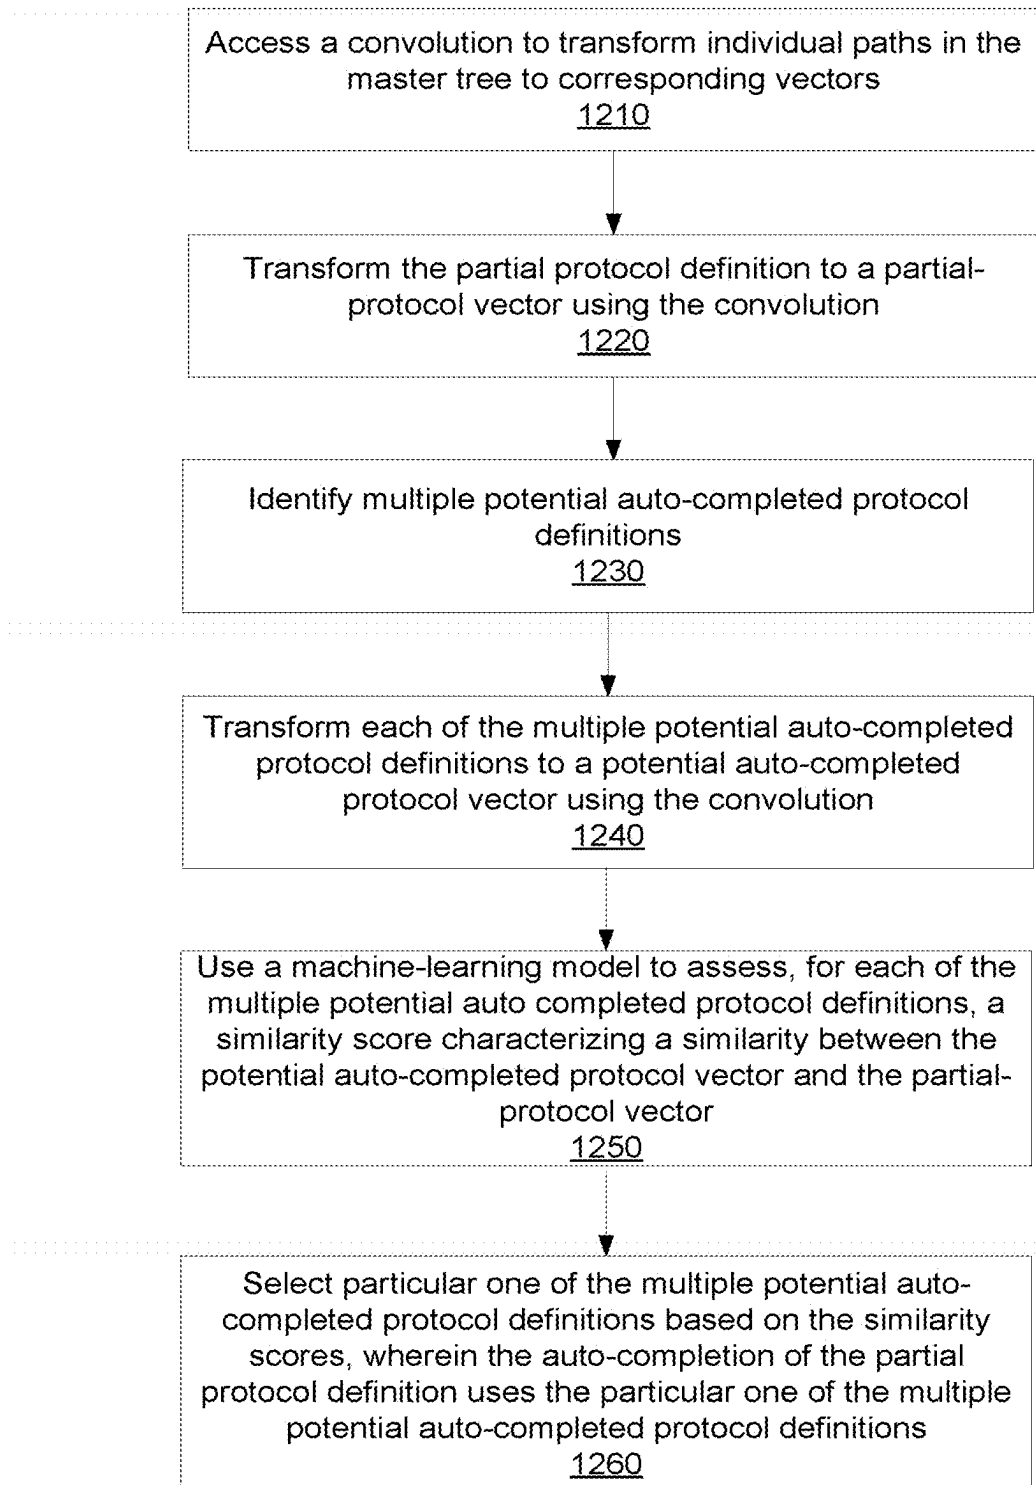 Access a convolution to transform individual paths in the
master tree to corresponding vectors
1210
Transform the partial protocol definition to a partial-
protocol vector using the convolution
1220
Identify multiple potential auto-completed protocol
definitions
1230
Transform each of the multiple potential auto-completed
protocol definitions to a potential auto-completed
protocol vector using the convolution
1240
Use a machine-learning model to assess, for each of the
multiple potential auto completed protocol definitions, a
similarity score characterizing a similarity between the
potential auto-completed protocol vector and the partial-
protocol vector
1250
Select particular one of the multiple potential auto-
completed protocol definitions based on the similarity
scores, wherein the auto-completion of the partial
protocol definition uses the particular one of the multiple
potential auto-completed protocol definitions
1260